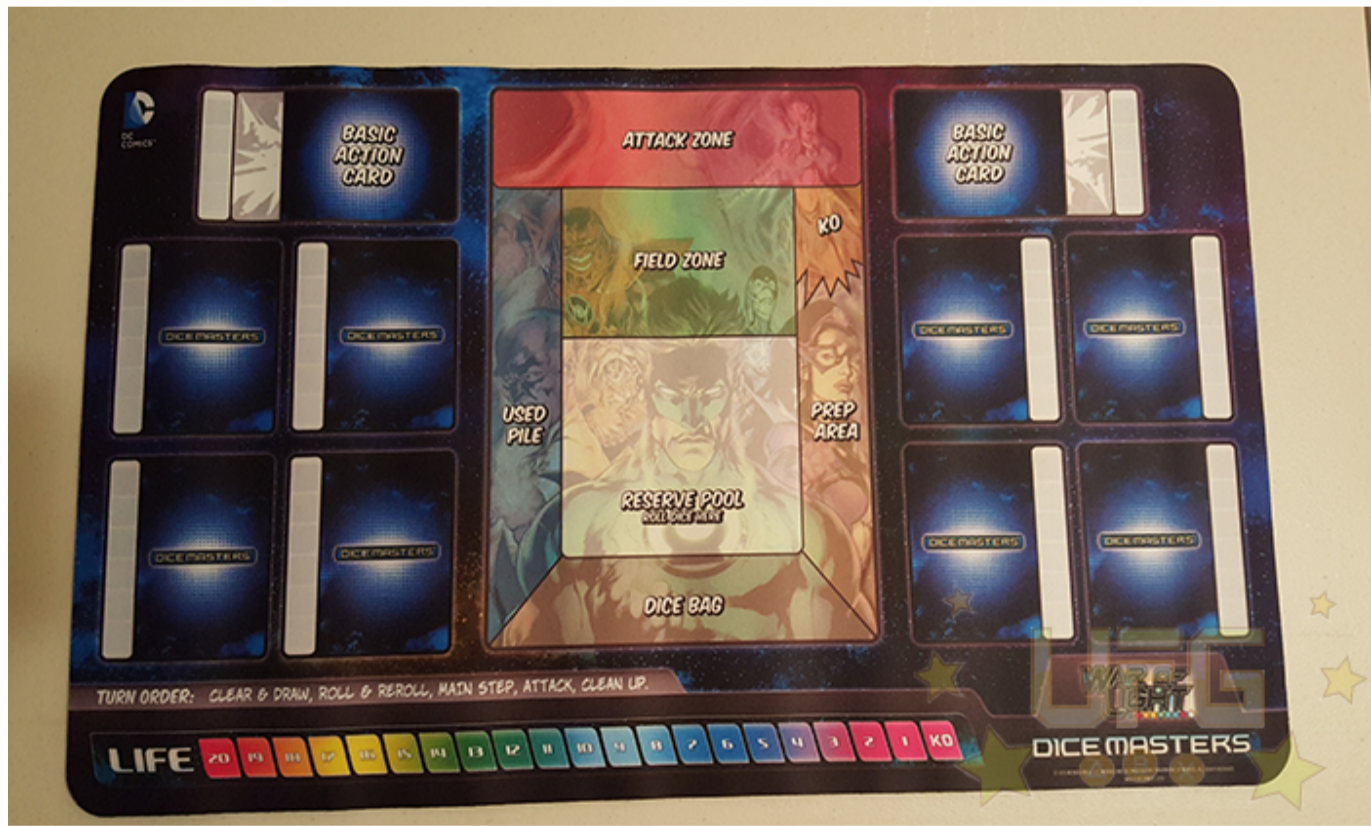 DC
COMICS™
BASIC
ACTION
CARD
ATTACK ZONE
BASIC
ACTION
CARD
KO
FIELD ZONE
DICE MASTERS
DICE MASTERS
DICE MASTERS
DICE MASTERS
USED
PILE
PREP
AREA
RESERVE POOL
ROLL DICE HERE
DICE MASTERS
DICE MASTERS
DICE MASTERS
DICE MASTERS
DICE BAG
TURN ORDER: CLEAR & DRAW, ROLL & REROLL, MAIN STEP, ATTACK, CLEAN UP.
WAR OF
LIGHT
UFG
DICE MASTERS
LIFE 20 19 18 17 16 15 14 13 12 11 10 9 8 7 6 5 4 3 2 1 KO